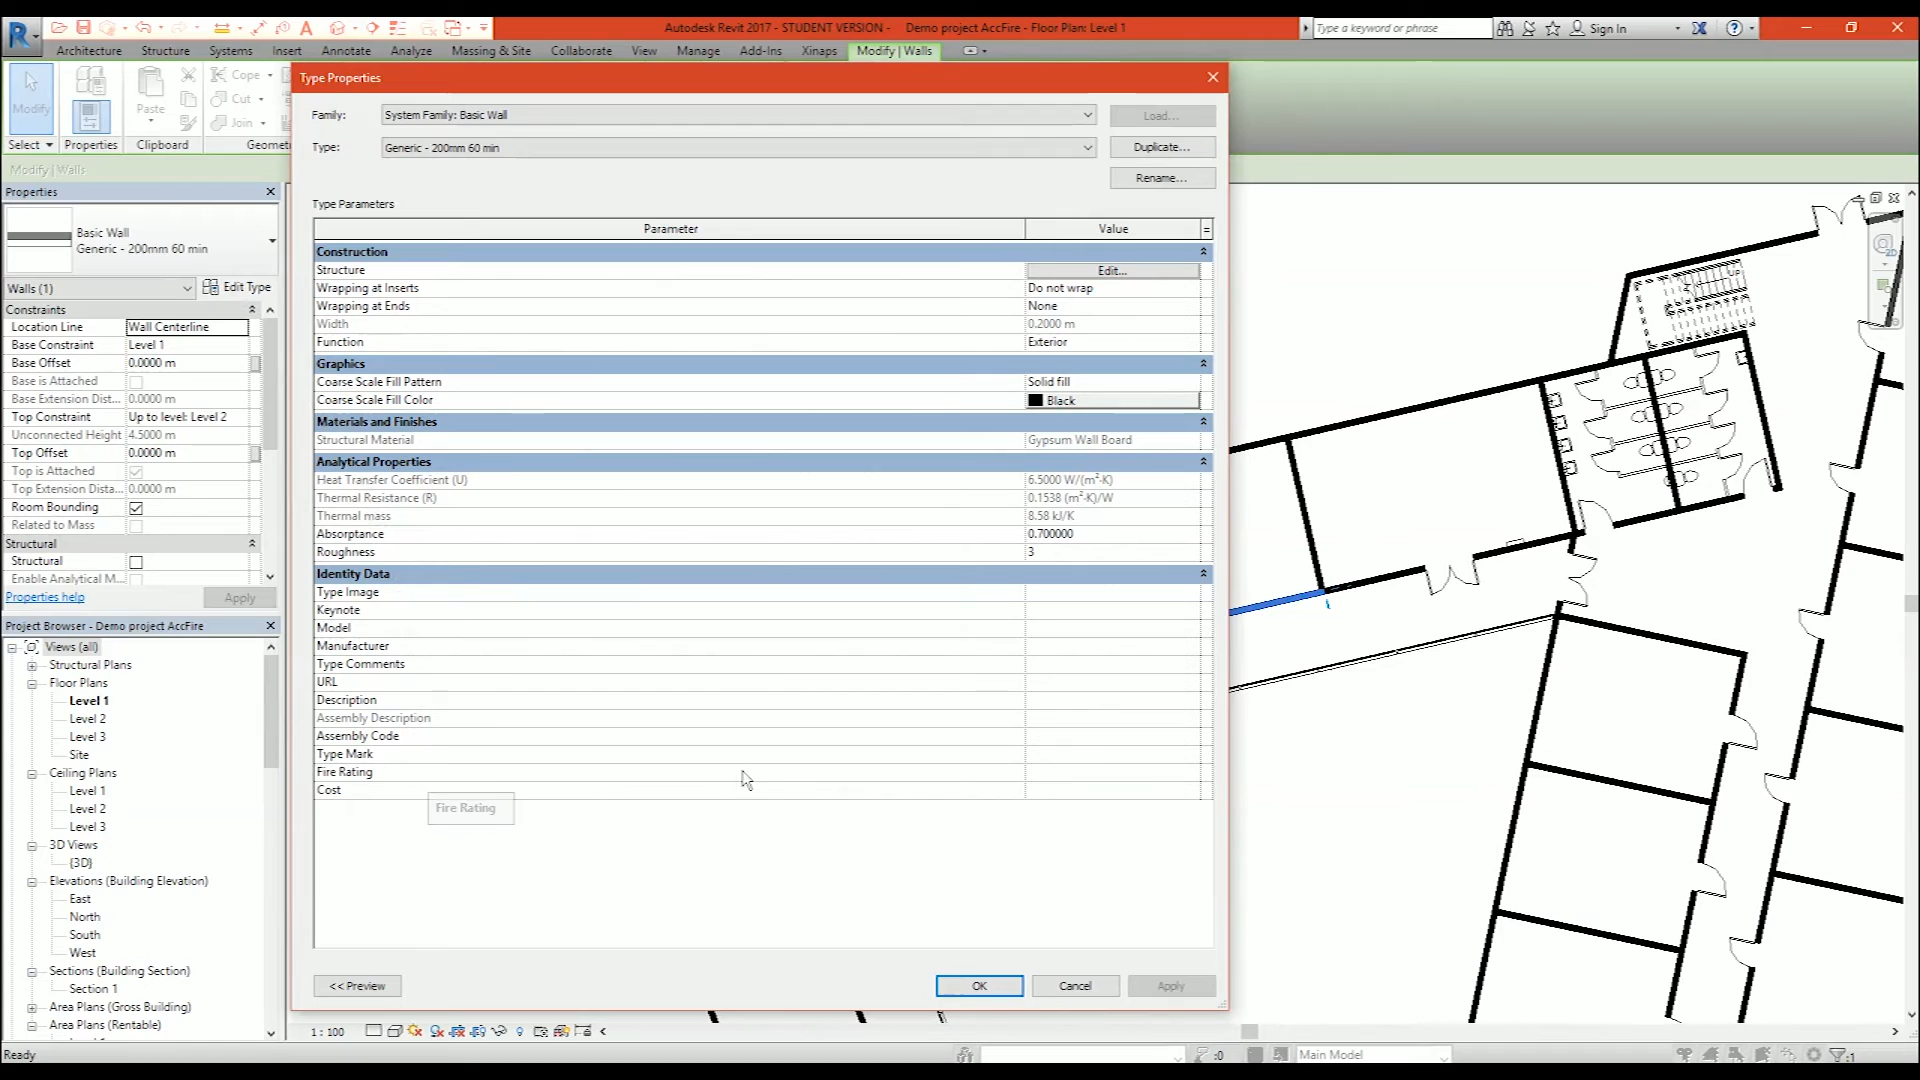 Autodesk Revit 2017 - STUDENT VERSION - Demo project AccFire - Floor Plan: Level 1
Type a keyword or phrase
Sign In
Architecture Structure Systems Insert Annotate Analyze Massing & Site Collaborate View Manage Add-Ins Xinaps Modify | Walls
Modify
Paste
Cope
Cut
Join
Select Properties Clipboard
Modify | Walls
Type Properties
Family: System Family: Basic Wall Load...
Type: Generic - 200mm 60 min Duplicate...
Rename...
Type Parameters
Parameter Value =
Construction
Structure Edit...
Wrapping at Inserts Do not wrap
Wrapping at Ends None
Width 0.2000 m
Function Exterior
Graphics
Coarse Scale Fill Pattern Solid fill
Coarse Scale Fill Color Black
Materials and Finishes
Structural Material Gypsum Wall Board
Analytical Properties
Heat Transfer Coefficient (U) 6.5000 W/(m²·K)
Thermal Resistance (R) 0.1538 (m²·K)/W
Thermal mass 8.58 kJ/K
Absorptance 0.700000
Roughness 3
Identity Data
Type Image
Keynote
Model
Manufacturer
Type Comments
URL
Description
Assembly Description
Assembly Code
Type Mark
Fire Rating
Cost
Fire Rating
<< Preview OK Cancel Apply
Properties
Basic Wall
Generic - 200mm 60 min
Walls (1) Edit Type
Constraints
Location Line Wall Centerline
Base Constraint Level 1
Base Offset 0.0000 m
Base is Attached
Base Extension Dist... 0.0000 m
Top Constraint Up to level: Level 2
Unconnected Height 4.5000 m
Top Offset 0.0000 m
Top is Attached
Top Extension Dista... 0.0000 m
Room Bounding
Related to Mass
Structural
Structural
Enable Analytical M...
Properties help Apply
Project Browser - Demo project AccFire
Views (all)
Structural Plans
Floor Plans
Level 1
Level 2
Level 3
Site
Ceiling Plans
Level 1
Level 2
Level 3
3D Views
{3D}
Elevations (Building Elevation)
East
North
South
West
Sections (Building Section)
Section 1
Area Plans (Gross Building)
Area Plans (Rentable)
UP
2D
1 : 100
Ready
:0
Main Model
:1